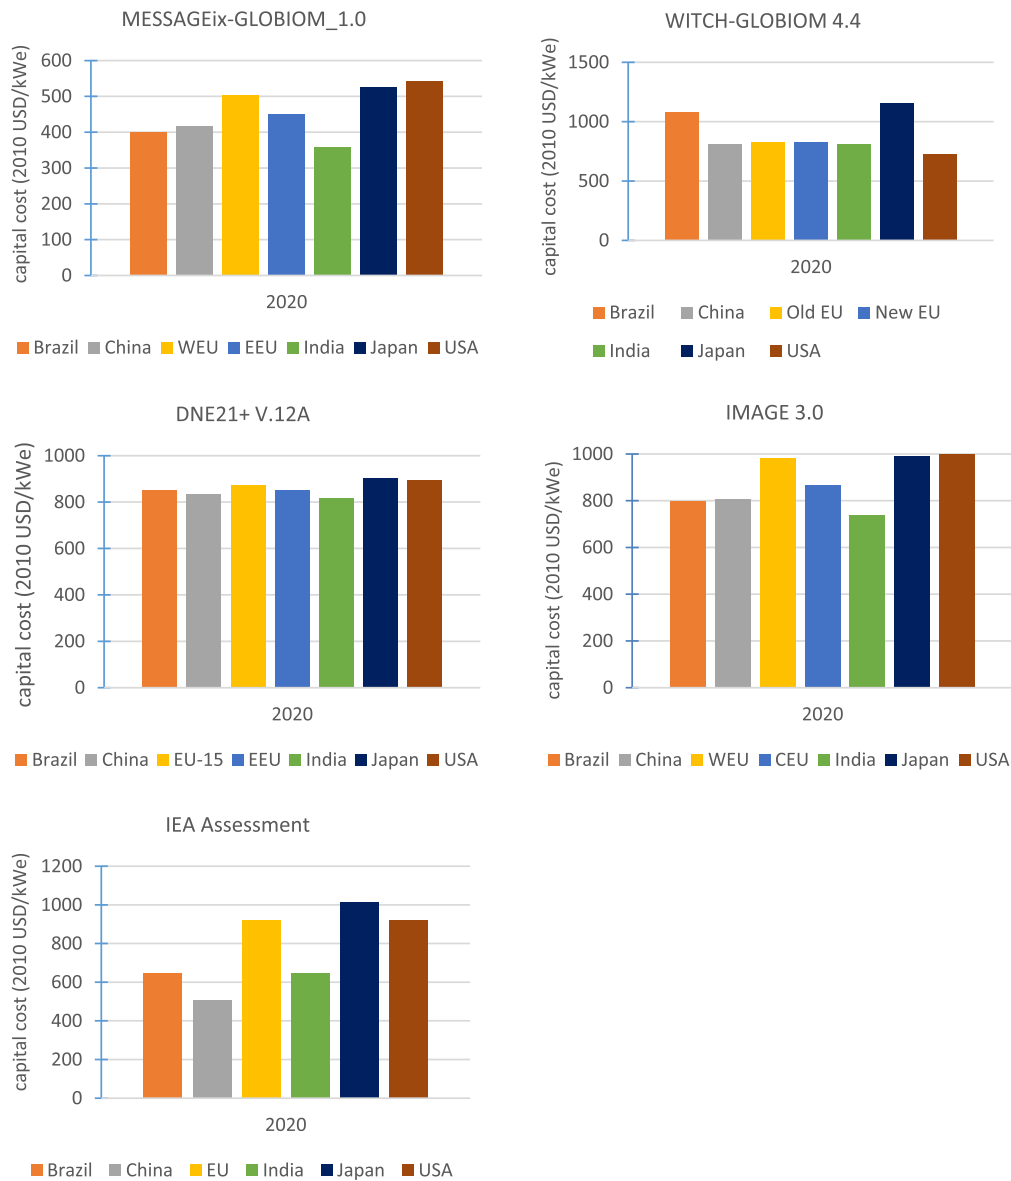 MESSAGEix-GLOBIOM_1.0
capital cost (2010 USD/kWe)
600
500
400
300
200
100
0
2020
Brazil China WEU EEU India Japan USA
WITCH-GLOBIOM 4.4
capital cost (2010 USD/kWe)
1500
1000
500
0
2020
Brazil China Old EU New EU
India Japan USA
DNE21+ V.12A
capital cost (2010 USD/kWe)
1000
800
600
400
200
0
2020
Brazil China EU-15 EEU India Japan USA
IMAGE 3.0
capital cost (2010 USD/kWe)
1000
800
600
400
200
0
2020
Brazil China WEU CEU India Japan USA
IEA Assessment
capital cost (2010 USD/kWe)
1200
1000
800
600
400
200
0
2020
Brazil China EU India Japan USA